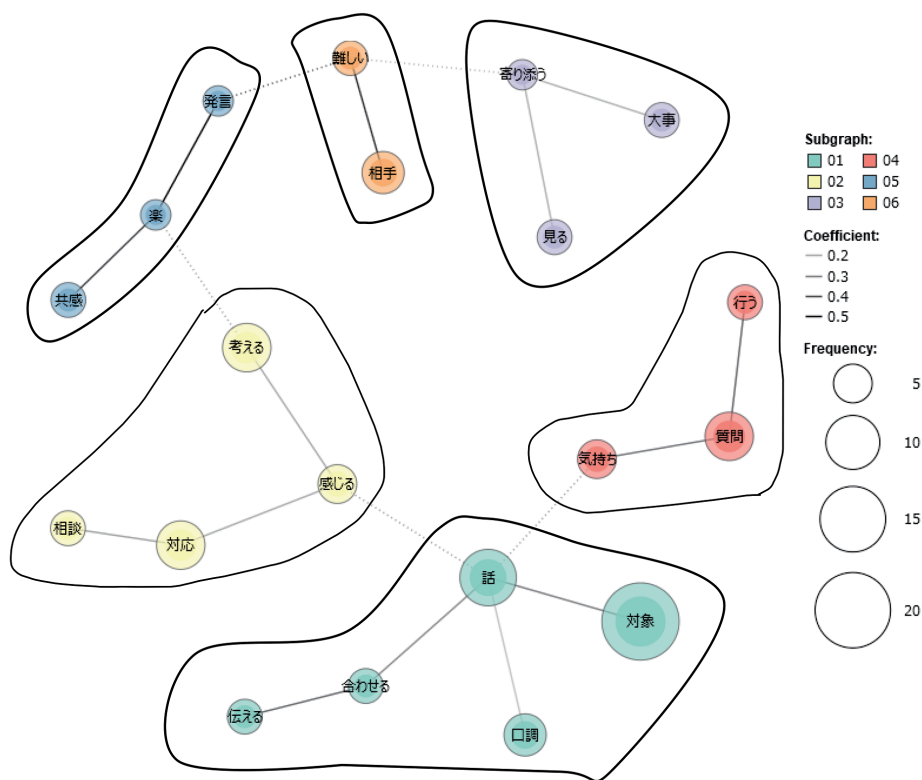 難しい
寄り添う
発言
大事
相手
楽
見る
共感
行う
考える
質問
気持ち
感じる
相談
対応
話
対象
合わせる
伝える
口調
Subgraph:
01 04
02 05
03 06
Coefficient:
0.2
0.3
0.4
0.5
Frequency:
5
10
15
20